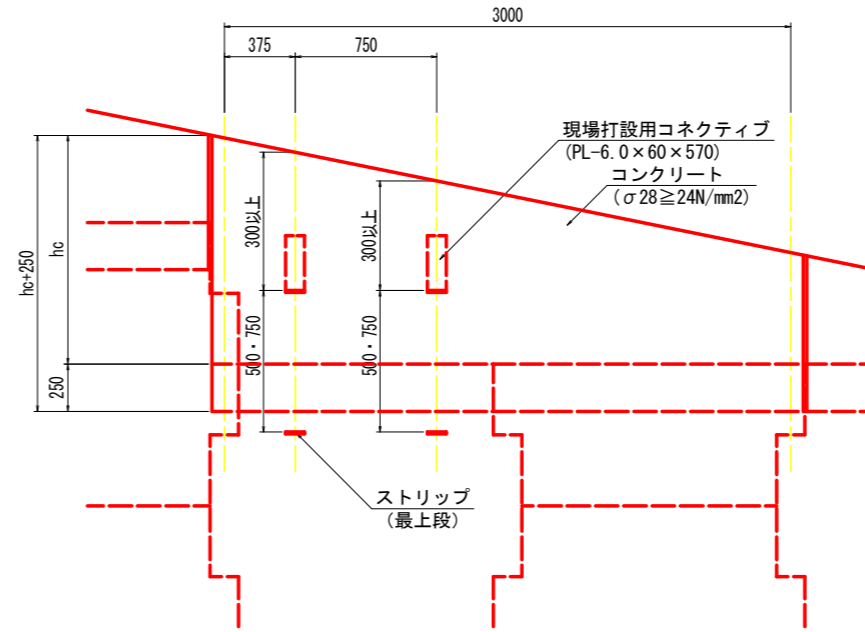 3000
375
750
現場打設用コネクティブ
(PL-6.0×60×570)
コンクリート
(σ28≧24N/mm2)
300以上
300以上
hc
hc+250
500・750
500・750
250
ストリップ
(最上段)